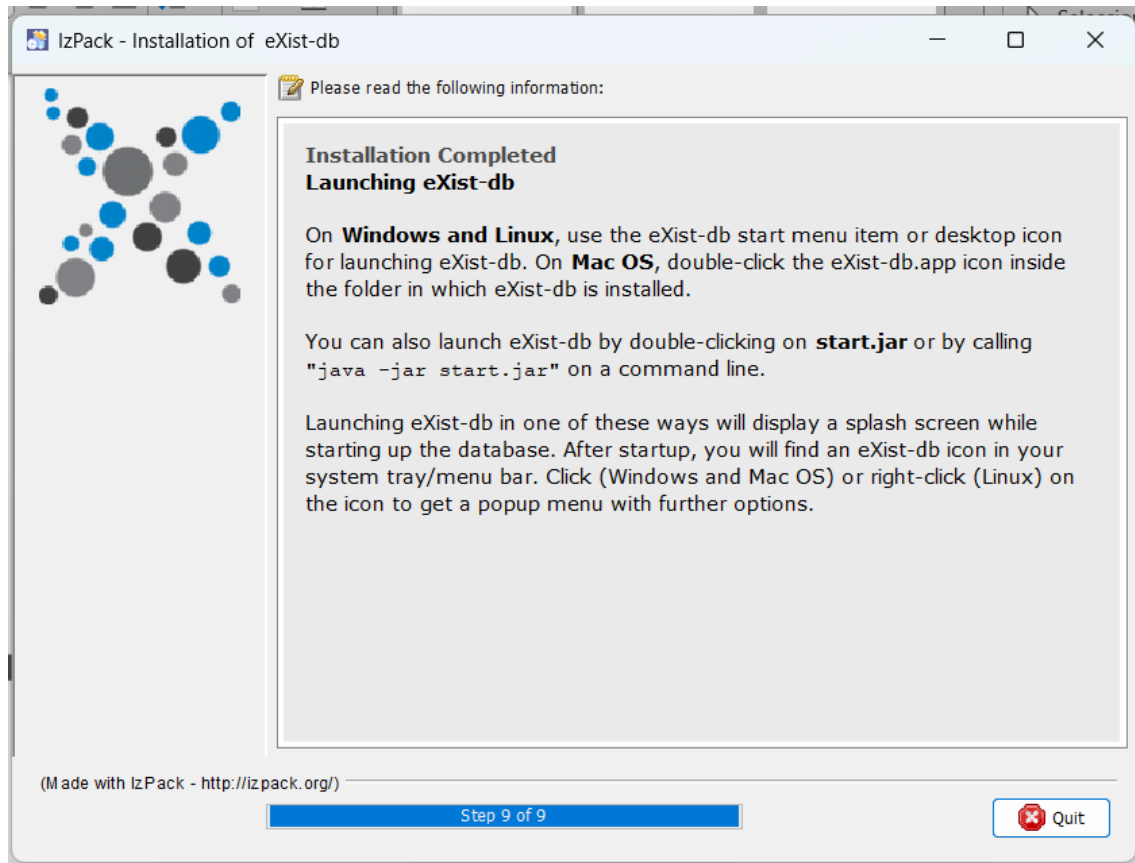 IzPack - Installation of eXist-db
Please read the following information:
Installation Completed
Launching eXist-db
On Windows and Linux, use the eXist-db start menu item or desktop icon
for launching eXist-db. On Mac OS, double-click the eXist-db.app icon inside
the folder in which eXist-db is installed.
You can also launch eXist-db by double-clicking on start.jar or by calling
"java -jar start.jar" on a command line.
Launching eXist-db in one of these ways will display a splash screen while
starting up the database. After startup, you will find an eXist-db icon in your
system tray/menu bar. Click (Windows and Mac OS) or right-click (Linux) on
the icon to get a popup menu with further options.
(Made with IzPack - http://izpack.org/)
Step 9 of 9
Quit